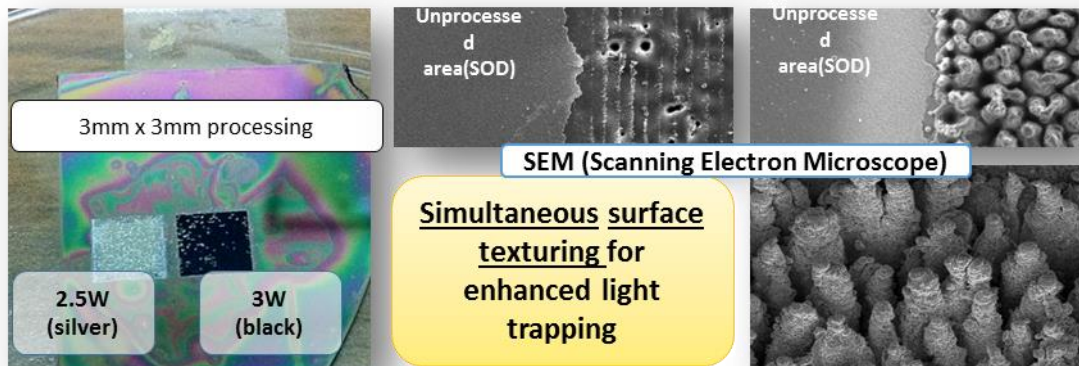 Unprocesse
d
area(SOD)
Unprocesse
d
area(SOD)
3mm x 3mm processing
SEM (Scanning Electron Microscope)
Simultaneous surface
texturing for
enhanced light
trapping
2.5W
(silver)
3W
(black)